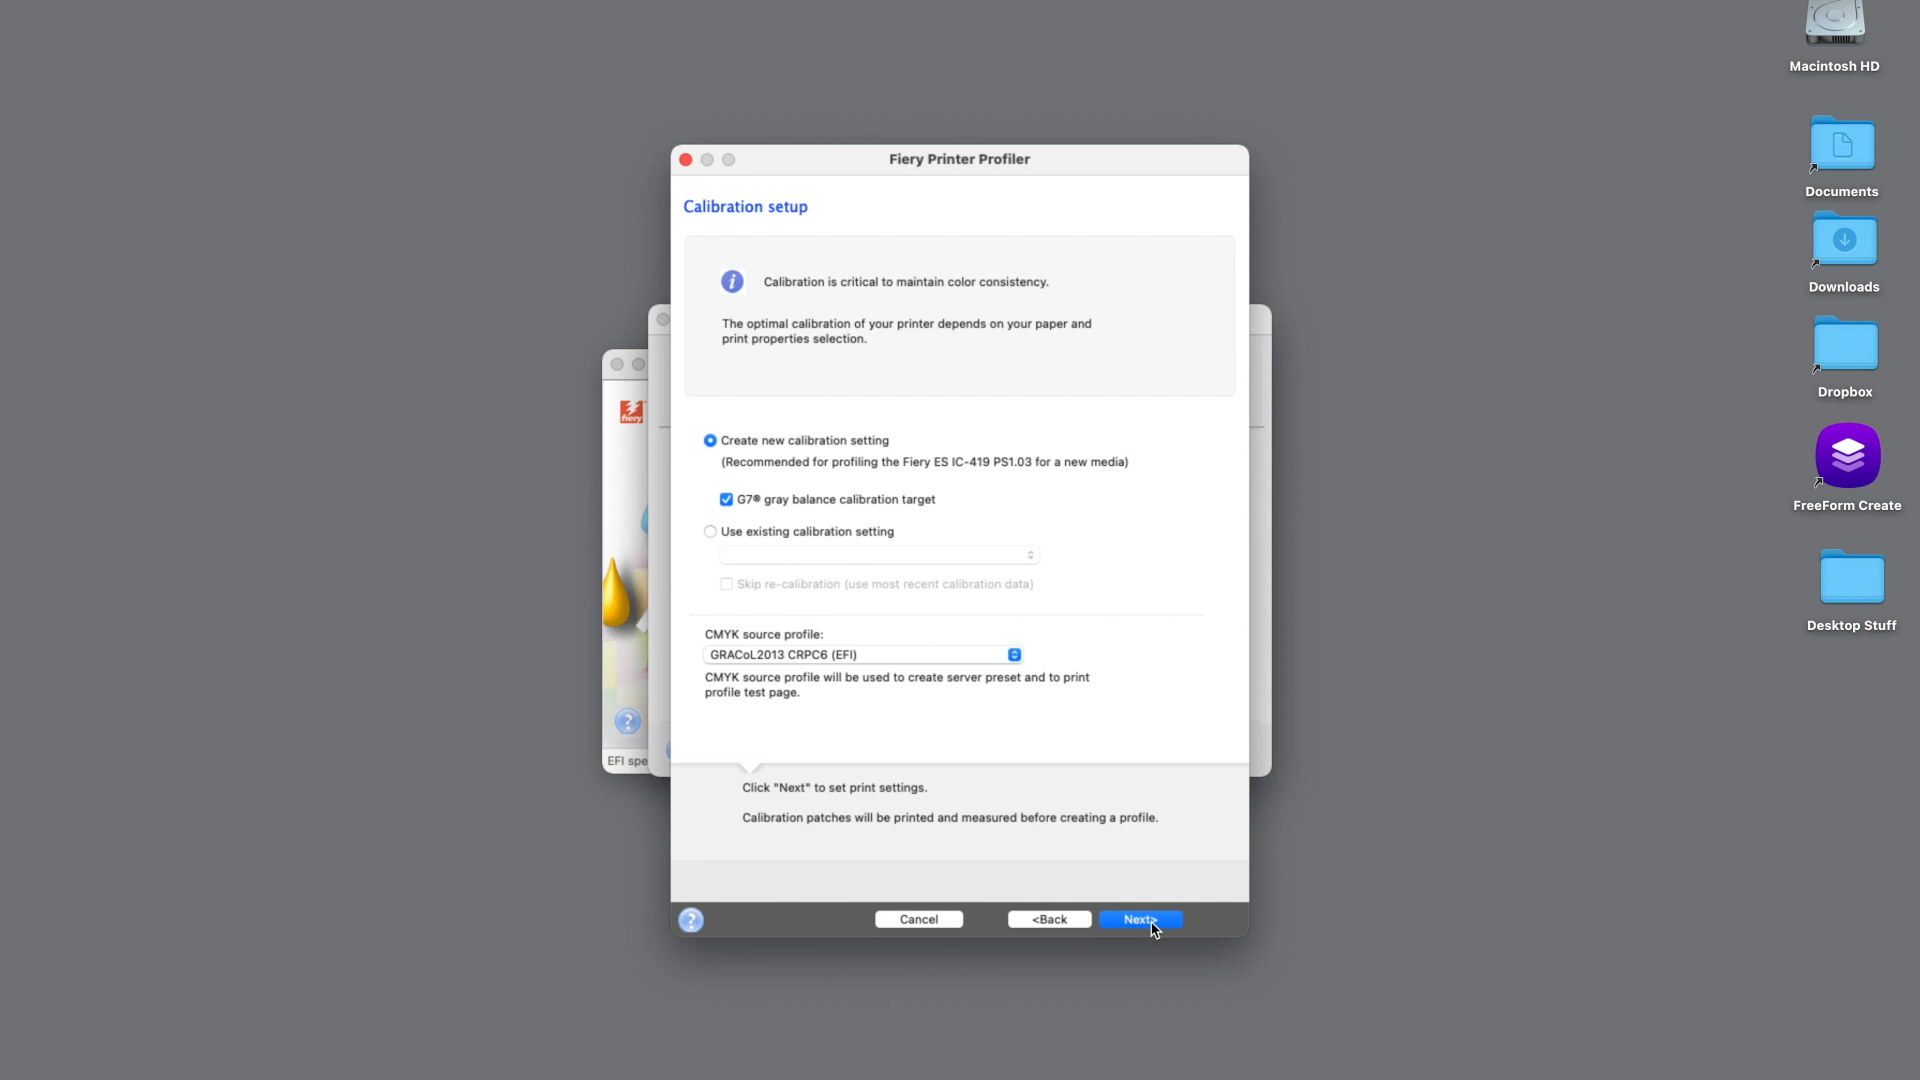 Macintosh HD
Fiery Printer Profiler
Documents
Calibration setup
Calibration is critical to maintain color consistency.
Downloads
The optimal calibration of your printer depends on your paper and
print properties selection.
Dropbox
fiery
Create new calibration setting
(Recommended for profiling the Fiery ES IC-419 PS1.03 for a new media)
G7® gray balance calibration target
FreeForm Create
Use existing calibration setting
Skip re-calibration (use most recent calibration data)
Desktop Stuff
CMYK source profile:
GRACoL2013 CRPC6 (EFI)
CMYK source profile will be used to create server preset and to print
profile test page.
EFI spe
Click "Next" to set print settings.
Calibration patches will be printed and measured before creating a profile.
Cancel
<Back
Next>